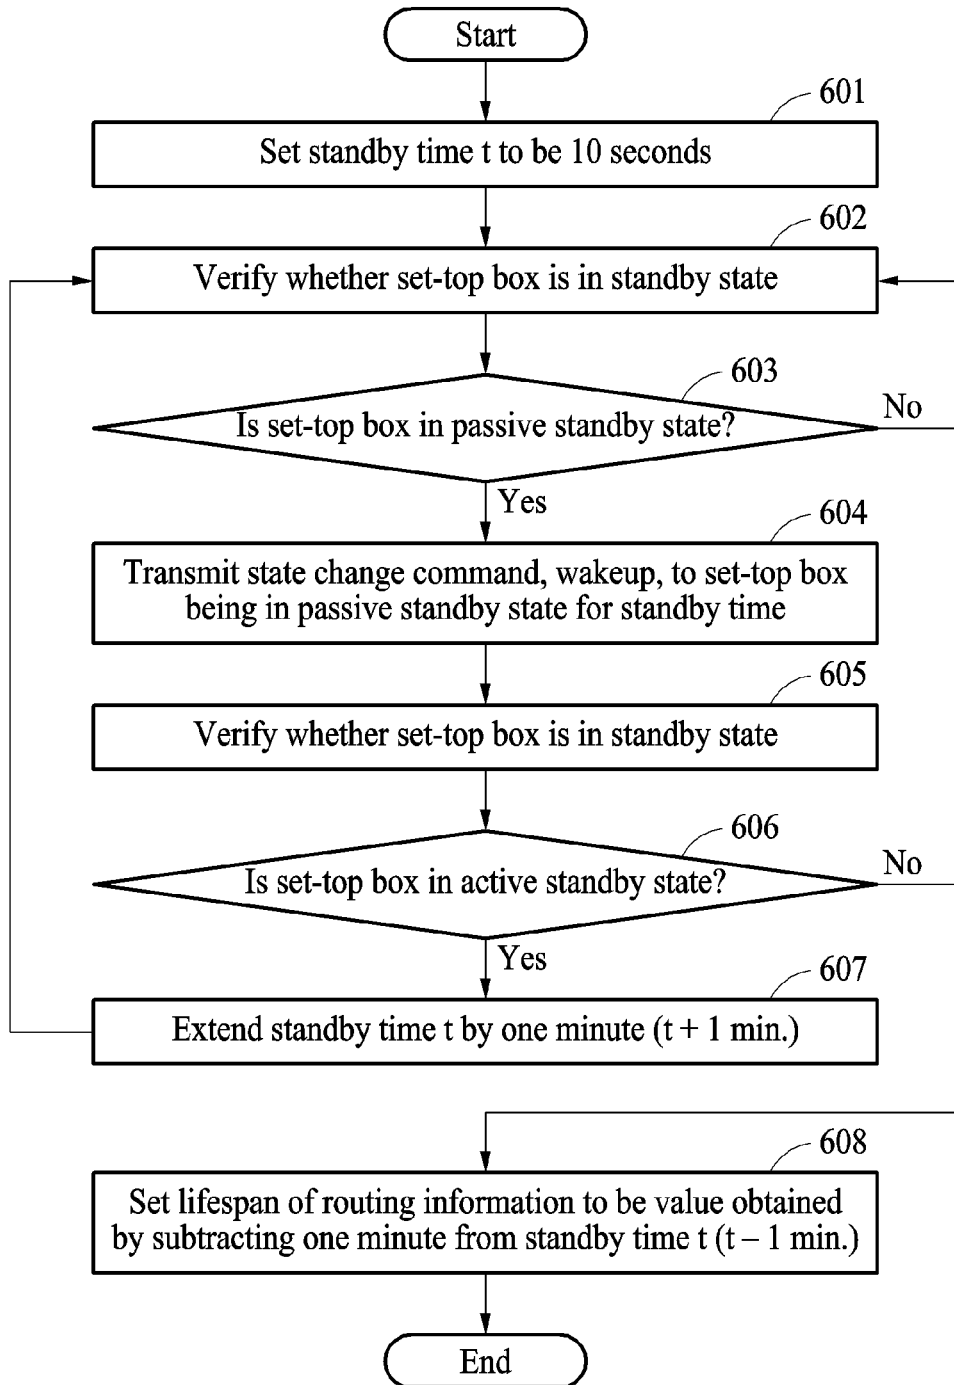 Start
601
Set standby time t to be 10 seconds
602
Verify whether set-top box is in standby state
603
Is set-top box in passive standby state?
No
Yes
604
Transmit state change command, wakeup, to set-top box
being in passive standby state for standby time
605
Verify whether set-top box is in standby state
606
Is set-top box in active standby state?
No
Yes
607
Extend standby time t by one minute (t + 1 min.)
608
Set lifespan of routing information to be value obtained
by subtracting one minute from standby time t (t – 1 min.)
End